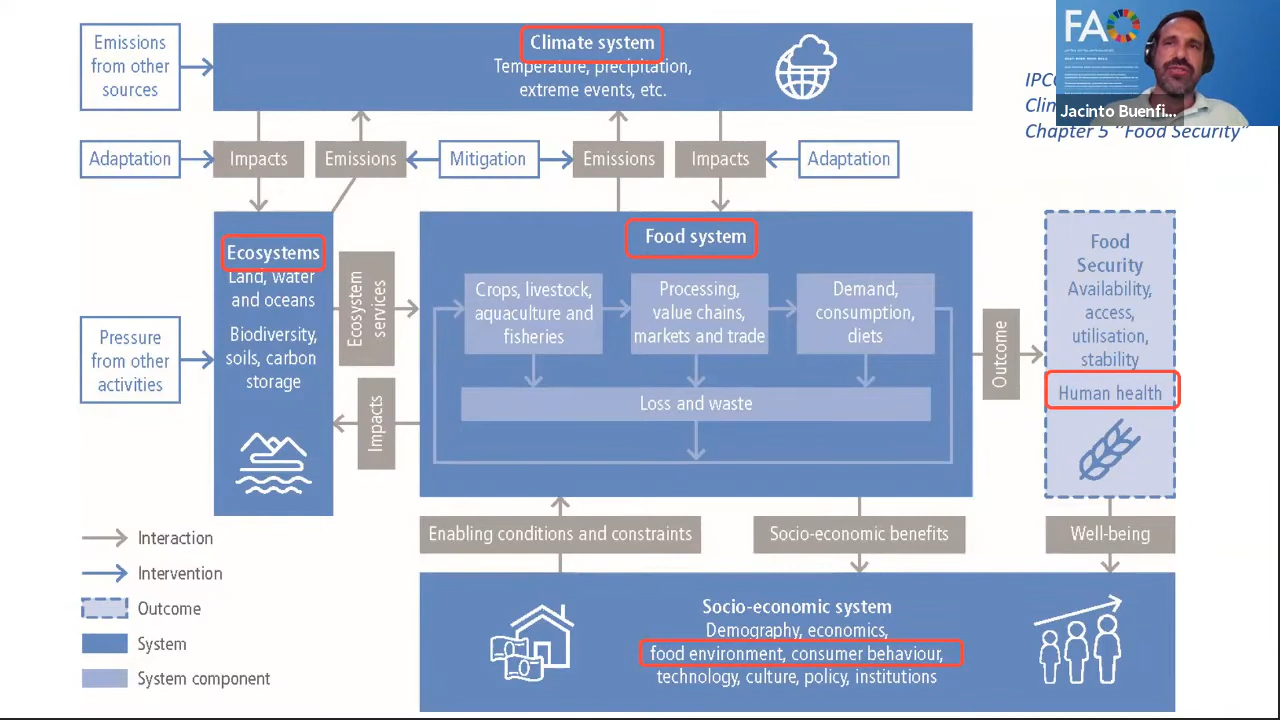 Emissions
from other
sources
Climate system
Temperature, precipitation,
extreme events, etc.
FAO
Jacinto Buenfi...
Chapter 5 "Food Security"
Adaptation
Impacts
Emissions
Mitigation
Emissions
Impacts
Adaptation
Ecosystems
Land, water
and oceans
Biodiversity,
soils, carbon
storage
Pressure
from other
activities
Ecosystem
services
Impacts
Food system
Crops, livestock,
aquaculture and
fisheries
Processing,
value chains,
markets and trade
Demand,
consumption,
diets
Loss and waste
Outcome
Food
Security
Availability,
access,
utilisation,
stability
Human health
Enabling conditions and constraints
Socio-economic benefits
Well-being
Socio-economic system
Demography, economics,
food environment, consumer behaviour,
technology, culture, policy, institutions
Interaction
Intervention
Outcome
System
System component